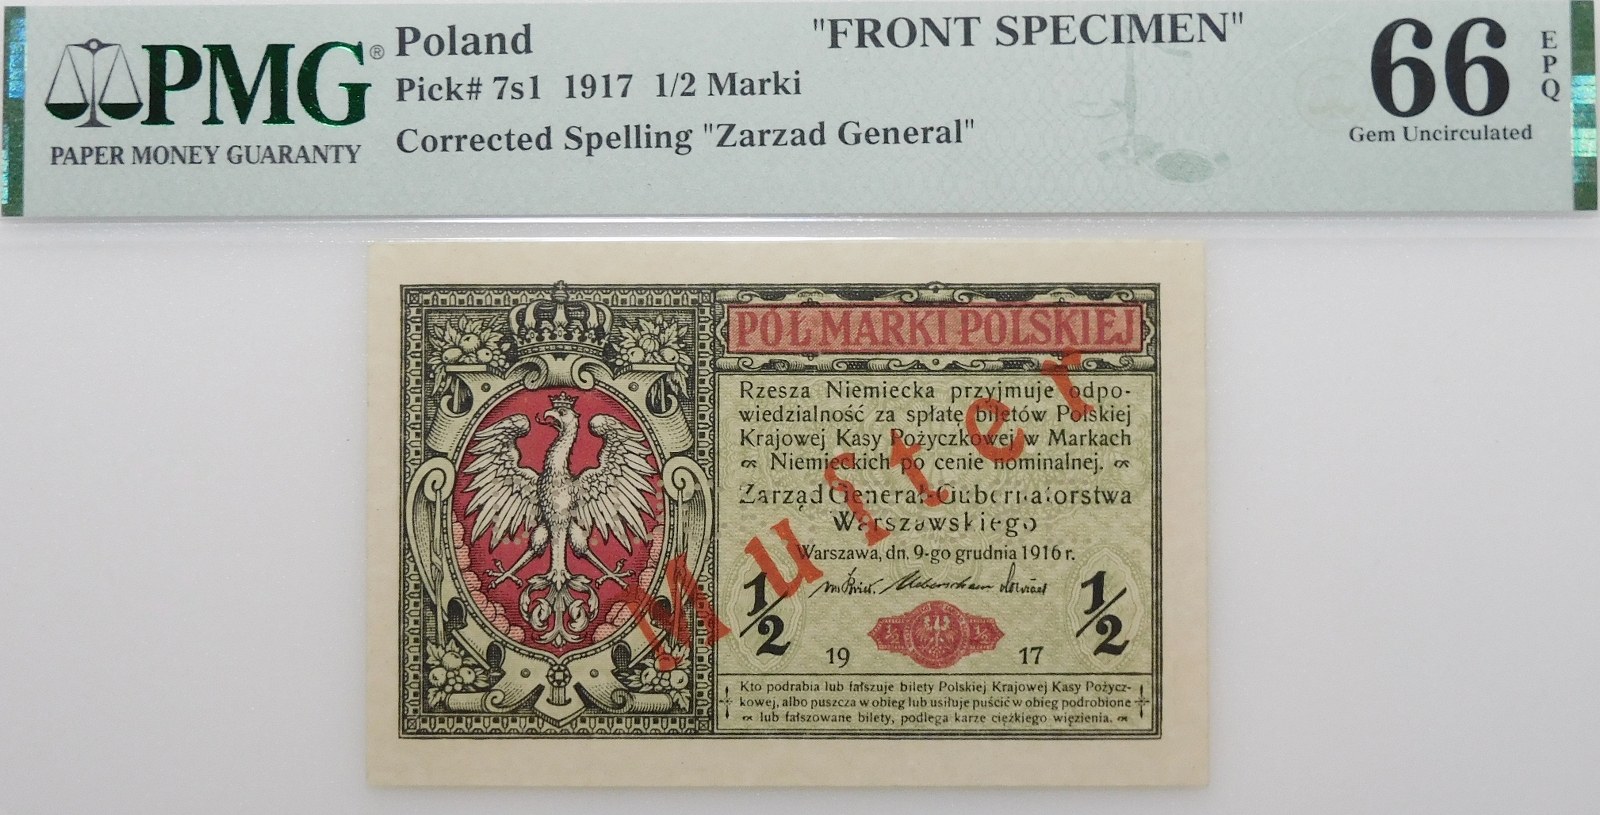 PMG®
PAPER MONEY GUARANTY
Poland
Pick# 7s1 1917 1/2 Marki
Corrected Spelling "Zarzad General"
"FRONT SPECIMEN"
66
EPQ
Gem Uncirculated
PÓŁ MARKI POLSKIEJ
Rzesza Niemiecka przyjmuje odpo-
wiedzialność za spłatę biletów Polskiej
Krajowej Kasy Pożyczkowej w Markach
Niemieckich po cenie nominalnej.
Zarząd General-Gubernatorstwa
Warszawskiego
Warszawa, dn. 9-go grudnia 1916 r.
1/2
1/2
1/2 1/2
19 17
Kto podrabia lub fałszuje bilety Polskiej Krajowej Kasy Pożycz-
kowej, albo puszcza w obieg lub usiłuje puścić w obieg podrobione
lub fałszowane bilety, podlega karze ciężkiego więzienia.
Muſter